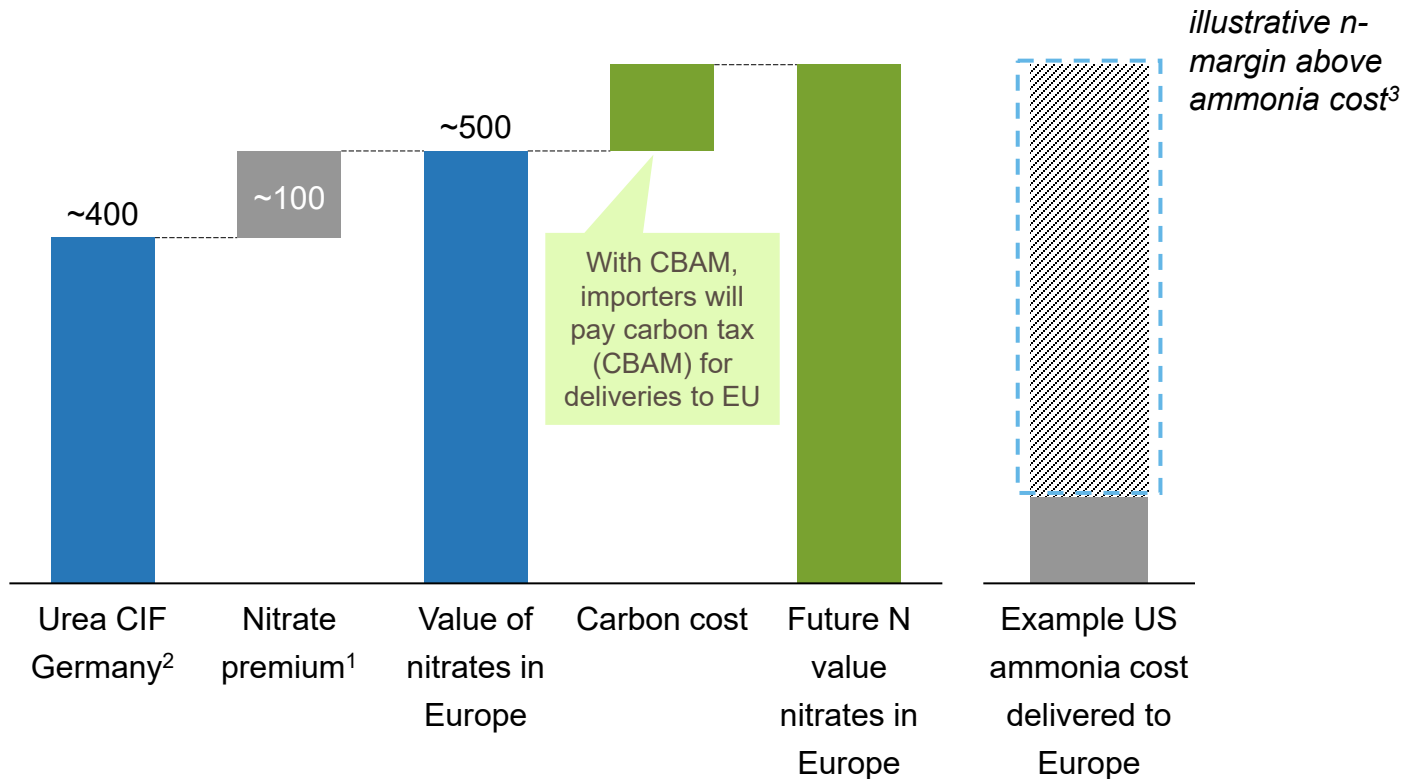 illustrative n-
margin above
ammonia cost3
~400
~100
~500
With CBAM,
importers will
pay carbon tax
(CBAM) for
deliveries to EU
Urea CIF
Germany2
Nitrate
premium1
Value of
nitrates in
Europe
Carbon cost
Future N
value
nitrates in
Europe
Example US
ammonia cost
delivered to
Europe